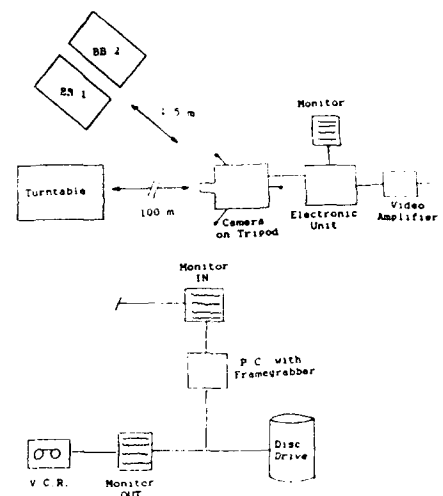 BB 2
BB 1
1.5 m
Monitor
Turntable
100 m
Camera
on Tripod
Electronic
Unit
Video
Amplifier
Monitor
IN
P C with
Framegrabber
Disc
Drive
V.C.R.
Monitor
OUT